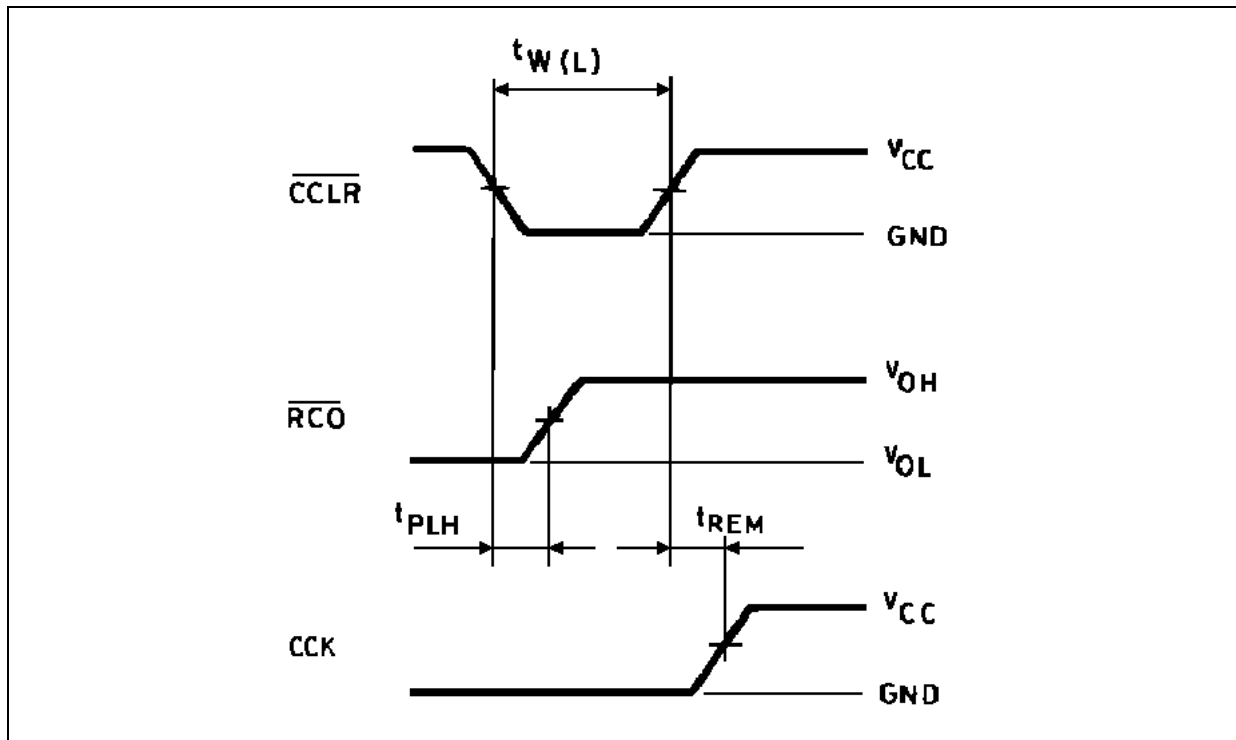 tW(L)
CCLR
VCC
GND
RCO
VOH
VOL
tPLH
tREM
CCK
VCC
GND